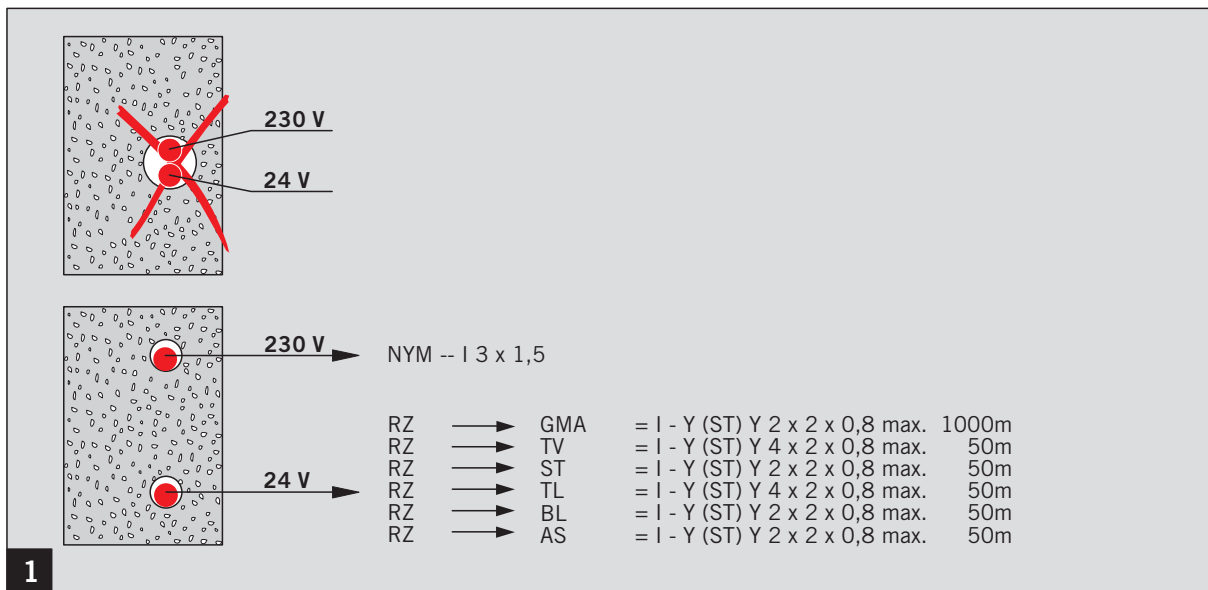 230 V
24 V
230 V
NYM -- I 3 x 1,5
24 V
RZ GMA = I - Y (ST) Y 2 x 2 x 0,8 max. 1000m
RZ TV = I - Y (ST) Y 4 x 2 x 0,8 max. 50m
RZ ST = I - Y (ST) Y 2 x 2 x 0,8 max. 50m
RZ TL = I - Y (ST) Y 4 x 2 x 0,8 max. 50m
RZ BL = I - Y (ST) Y 2 x 2 x 0,8 max. 50m
RZ AS = I - Y (ST) Y 2 x 2 x 0,8 max. 50m
1